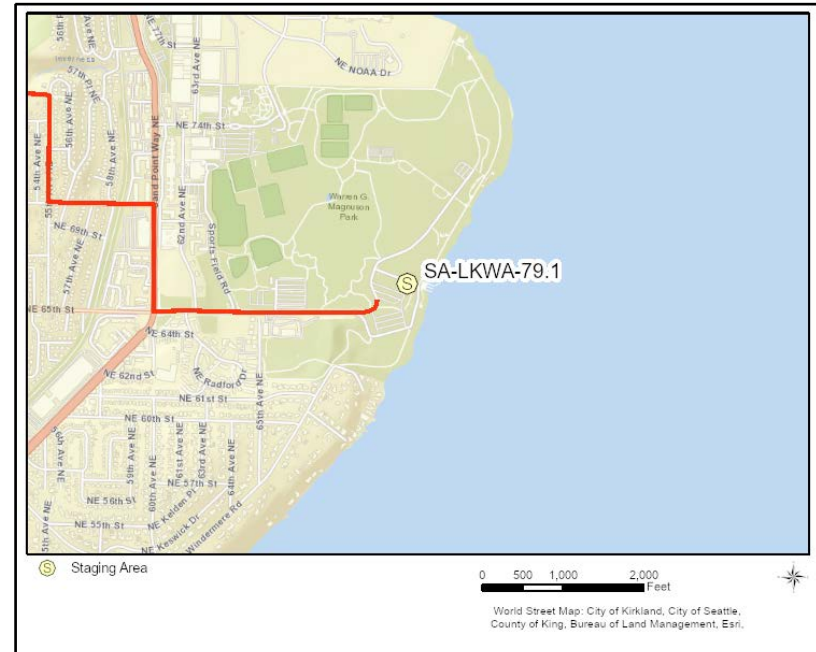 56th Pl
NE 77th St
NE NOAA Dr
57th Pl NE
56th Ave NE
63rd Ave NE
NE 74th St
Sand Point Way NE
54th Ave NE
58th Ave NE
55th
62nd Ave NE
Sports Field Rd
Warren G.
Magnuson
Park
NE 69th St
57th Ave NE
S
SA-LKWA-79.1
NE 65th St
NE 64th St
NE 62nd St
NE Radford Dr
65th Ave NE
NE 61st St
NE 60th St
56th Ave NE
59th Ave NE
60th Ave NE
61st Ave NE
63rd Ave NE
64th Ave NE
NE 57th St
NE 56th St
NE Kelden Pl
NE 55th St
5th Ave NE
NE Keswick Dr
Windermere Rd
S Staging Area
0 500 1,000 2,000
Feet
World Street Map: City of Kirkland, City of Seattle,
County of King, Bureau of Land Management, Esri,